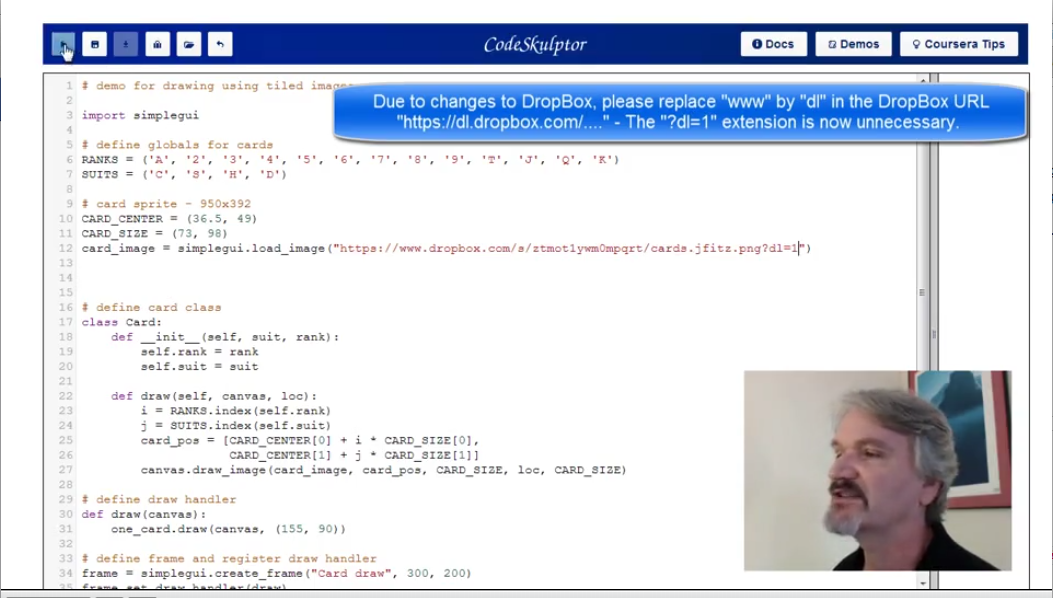 CodeSkulptor
Docs
Demos
Coursera Tips
Due to changes to DropBox, please replace "www" by "dl" in the DropBox URL
"https://dl.dropbox.com/...." - The "?dl=1" extension is now unnecessary.
1 # demo for drawing using tiled
2
3 import simplegui
4
5 # define globals for cards
6 RANKS = ('A', '2', '3', '4', '5', '6', '7', '8', '9', 'T', 'J', 'Q', 'K')
7 SUITS = ('C', 'S', 'H', 'D')
8
9 # card sprite - 950x392
10 CARD_CENTER = (36.5, 49)
11 CARD_SIZE = (73, 98)
12 card_image = simplegui.load_image("https://www.dropbox.com/s/ztmot1ywm0mpqrt/cards.jfitz.png?dl=1")
13
14
15
16 # define card class
17 class Card:
18 def __init__(self, suit, rank):
19 self.rank = rank
20 self.suit = suit
21
22 def draw(self, canvas, loc):
23 i = RANKS.index(self.rank)
24 j = SUITS.index(self.suit)
25 card_pos = [CARD_CENTER[0] + i * CARD_SIZE[0],
26 CARD_CENTER[1] + j * CARD_SIZE[1]]
27 canvas.draw_image(card_image, card_pos, CARD_SIZE, loc, CARD_SIZE)
28
29 # define draw handler
30 def draw(canvas):
31 one_card.draw(canvas, (155, 90))
32
33 # define frame and register draw handler
34 frame = simplegui.create_frame("Card draw", 300, 200)
35 frame.set_draw_handler(draw)